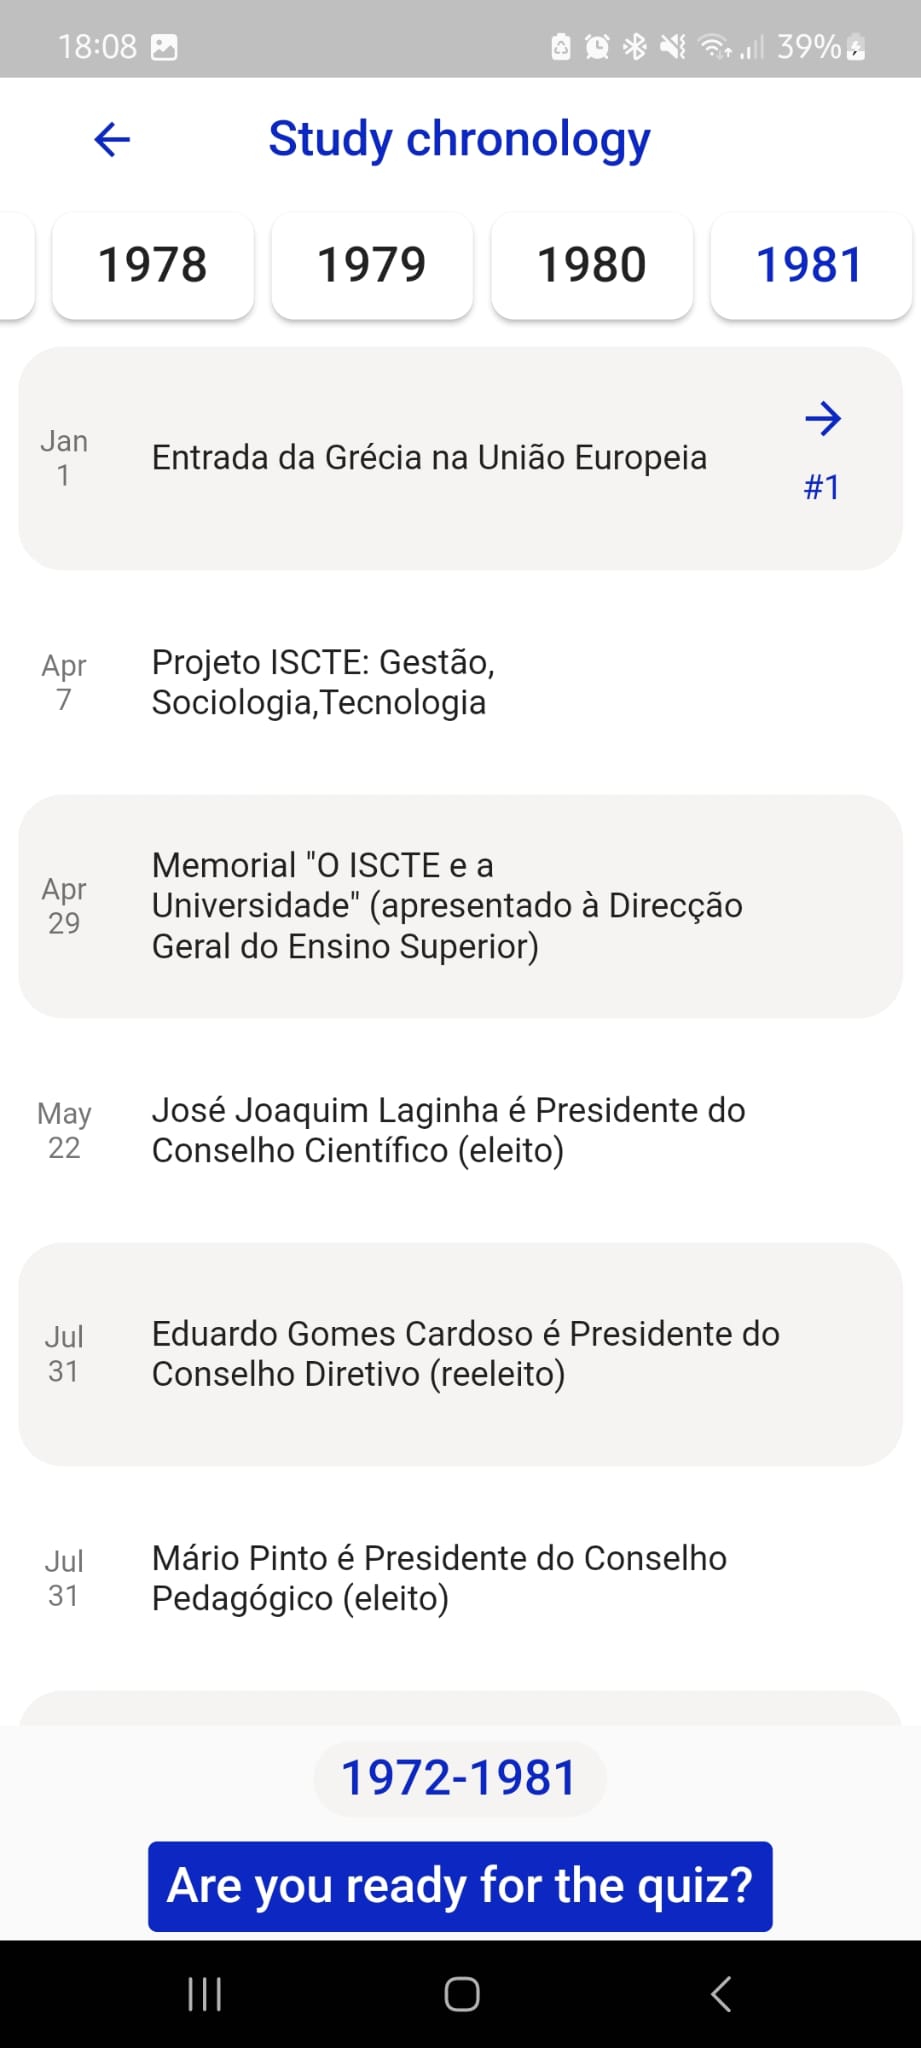 18:08
39%
Study chronology
1978
1979
1980
1981
Jan
1
Entrada da Grécia na União Europeia
#1
Apr
7
Projeto ISCTE: Gestão,
Sociologia,Tecnologia
Apr
29
Memorial "O ISCTE e a
Universidade" (apresentado à Direcção
Geral do Ensino Superior)
May
22
José Joaquim Laginha é Presidente do
Conselho Científico (eleito)
Jul
31
Eduardo Gomes Cardoso é Presidente do
Conselho Diretivo (reeleito)
Jul
31
Mário Pinto é Presidente do Conselho
Pedagógico (eleito)
1972-1981
Are you ready for the quiz?